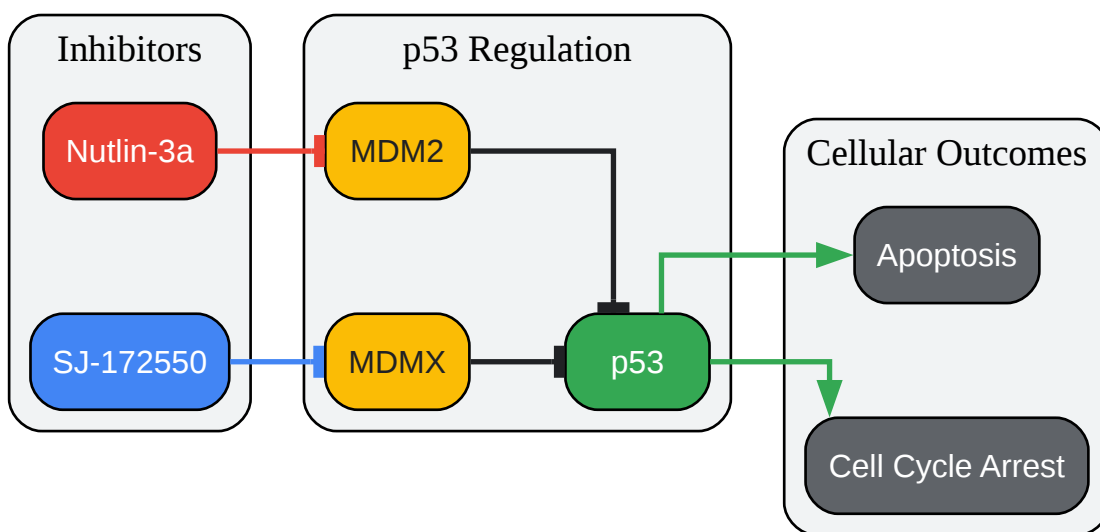 Inhibitors
Nutlin-3a
SJ-172550
p53 Regulation
MDM2
MDMX
p53
Cellular Outcomes
Apoptosis
Cell Cycle Arrest